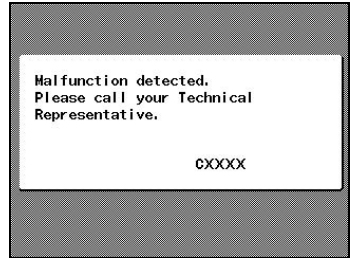 Malfunction detected.
Please call your Technical
Representative.
CXXXX